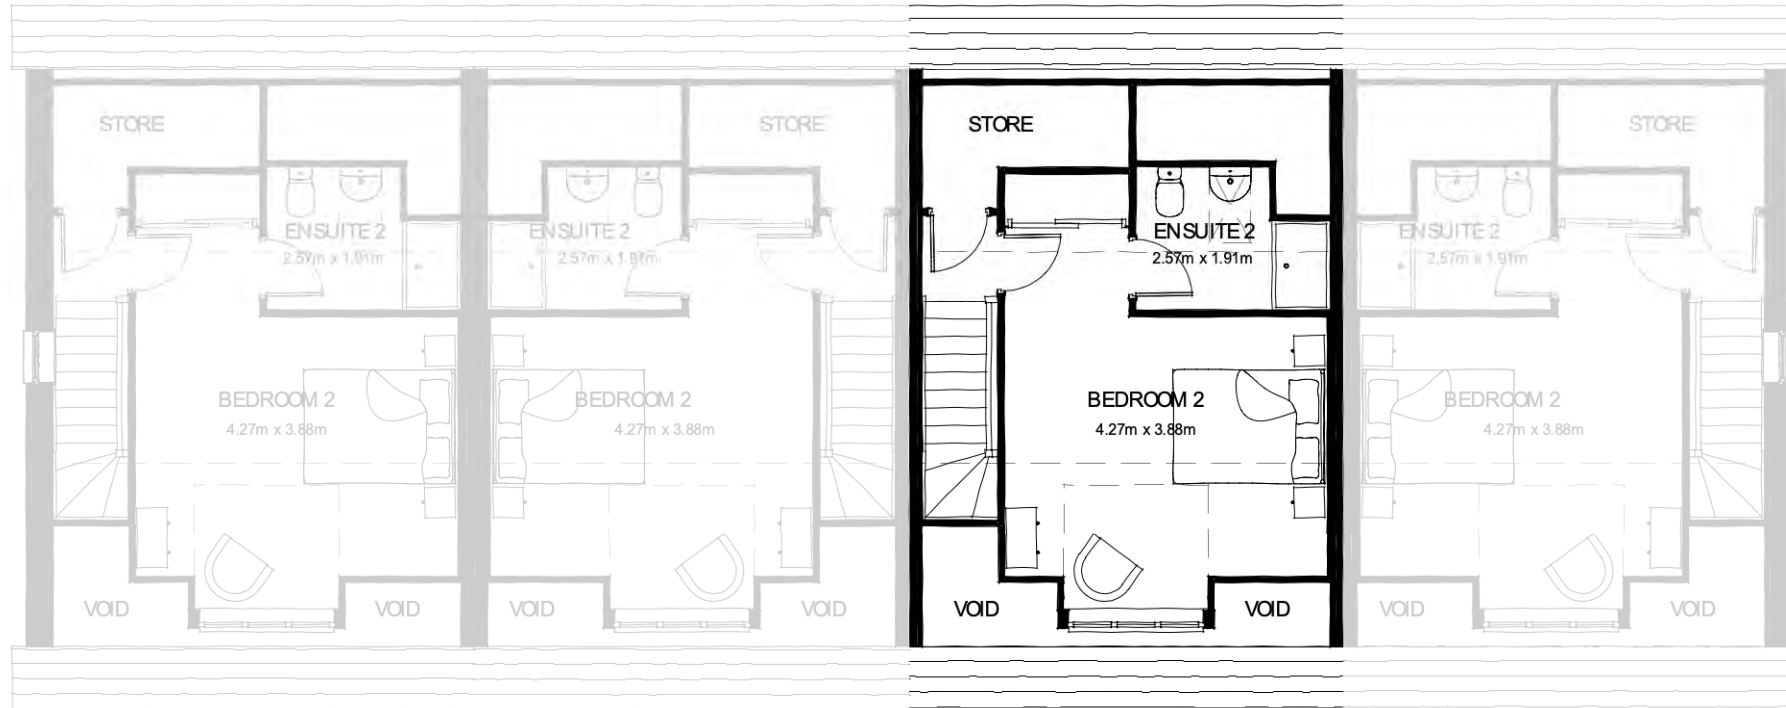 STORE
STORE
STORE
STORE
ENSUITE 2
2.57m x 1.91m
ENSUITE 2
2.57m x 1.91m
ENSUITE 2
2.57m x 1.91m
ENSUITE 2
2.57m x 1.91m
BEDROOM 2
4.27m x 3.88m
BEDROOM 2
4.27m x 3.88m
BEDROOM 2
4.27m x 3.88m
BEDROOM 2
4.27m x 3.88m
VOID
VOID
VOID
VOID
VOID
VOID
VOID
VOID